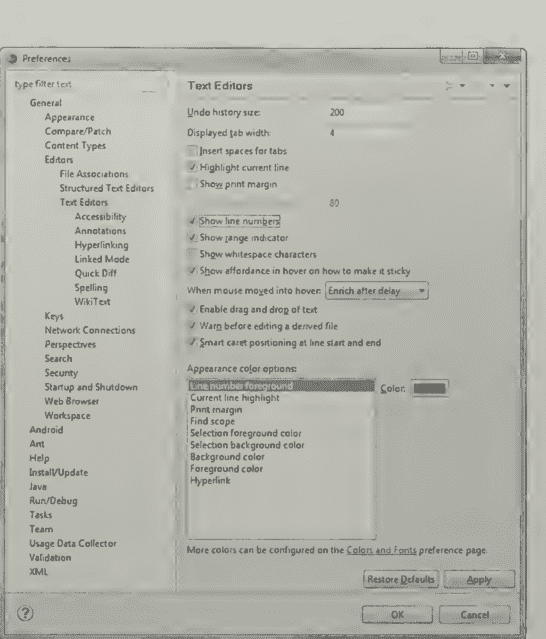 Preferences
type filter text
General
Appearance
Compare/Patch
Content Types
Editors
File Associations
Structured Text Editors
Text Editors
Accessibility
Annotations
Hyperlinking
Linked Mode
Quick Diff
Spelling
WikiText
Keys
Network Connections
Perspectives
Search
Security
Startup and Shutdown
Web Browser
Workspace
Android
Ant
Help
Install/Update
Java
Run/Debug
Tasks
Team
Usage Data Collector
Validation
XML
Text Editors
Undo history size: 200
Displayed tab width: 4
Insert spaces for tabs
Highlight current line
Show print margin
80
Show line numbers
Show range indicator
Show whitespace characters
Show affordance in hover on how to make it sticky
When mouse moved into hover: Enrich after delay
Enable drag and drop of text
Warn before editing a derived file
Smart caret positioning at line start and end
Appearance color options:
Line number foreground
Color:
Current line highlight
Print margin
Find scope
Selection foreground color
Selection background color
Background color
Foreground color
Hyperlink
More colors can be configured on the Colors and Fonts preference page.
Restore Defaults
Apply
?
OK
Cancel